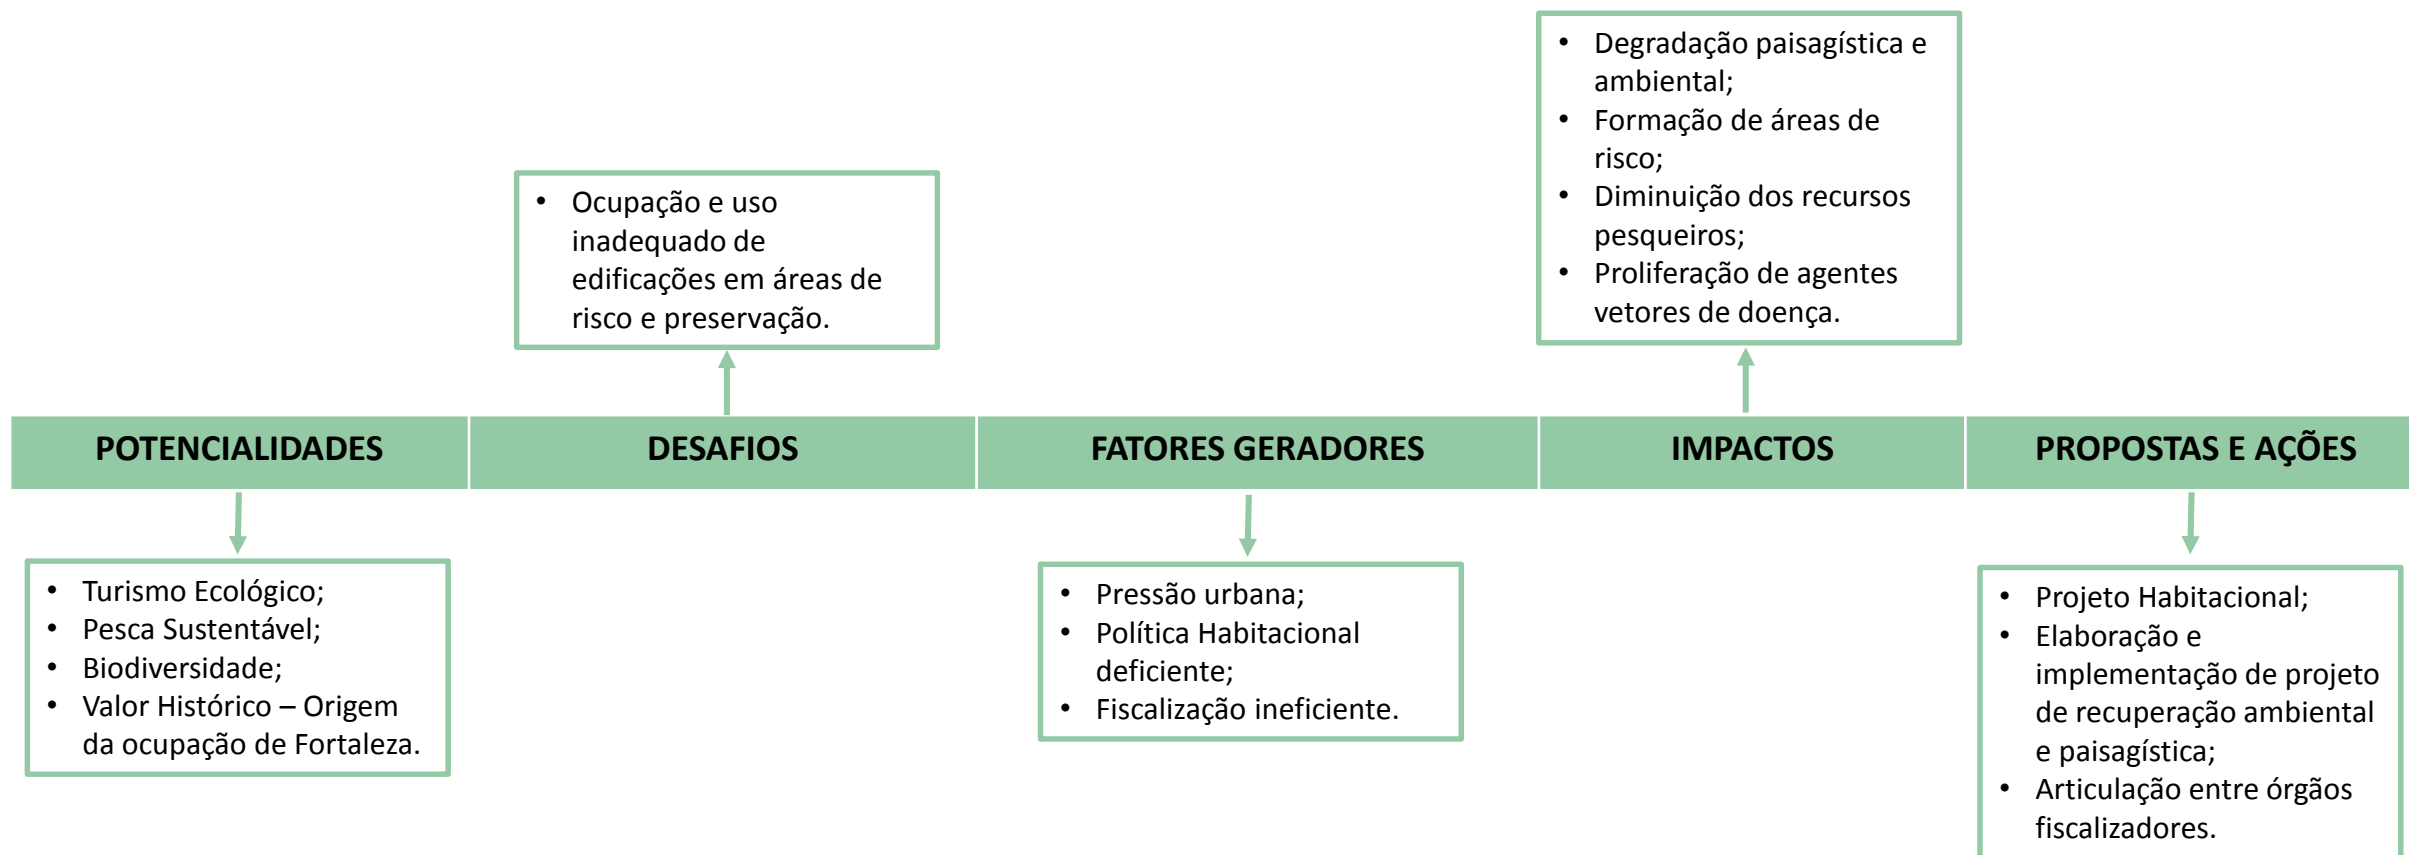 • Degradação paisagística e
ambiental;
• Formação de áreas de
risco;
• Diminuição dos recursos
pesqueiros;
• Proliferação de agentes
vetores de doença.
• Ocupação e uso
inadequado de
edificações em áreas de
risco e preservação.
POTENCIALIDADES
DESAFIOS
FATORES GERADORES
IMPACTOS
PROPOSTAS E AÇÕES
• Turismo Ecológico;
• Pesca Sustentável;
• Biodiversidade;
• Valor Histórico – Origem
da ocupação de Fortaleza.
• Pressão urbana;
• Política Habitacional
deficiente;
• Fiscalização ineficiente.
• Projeto Habitacional;
• Elaboração e
implementação de projeto
de recuperação ambiental
e paisagística;
• Articulação entre órgãos
fiscalizadores.